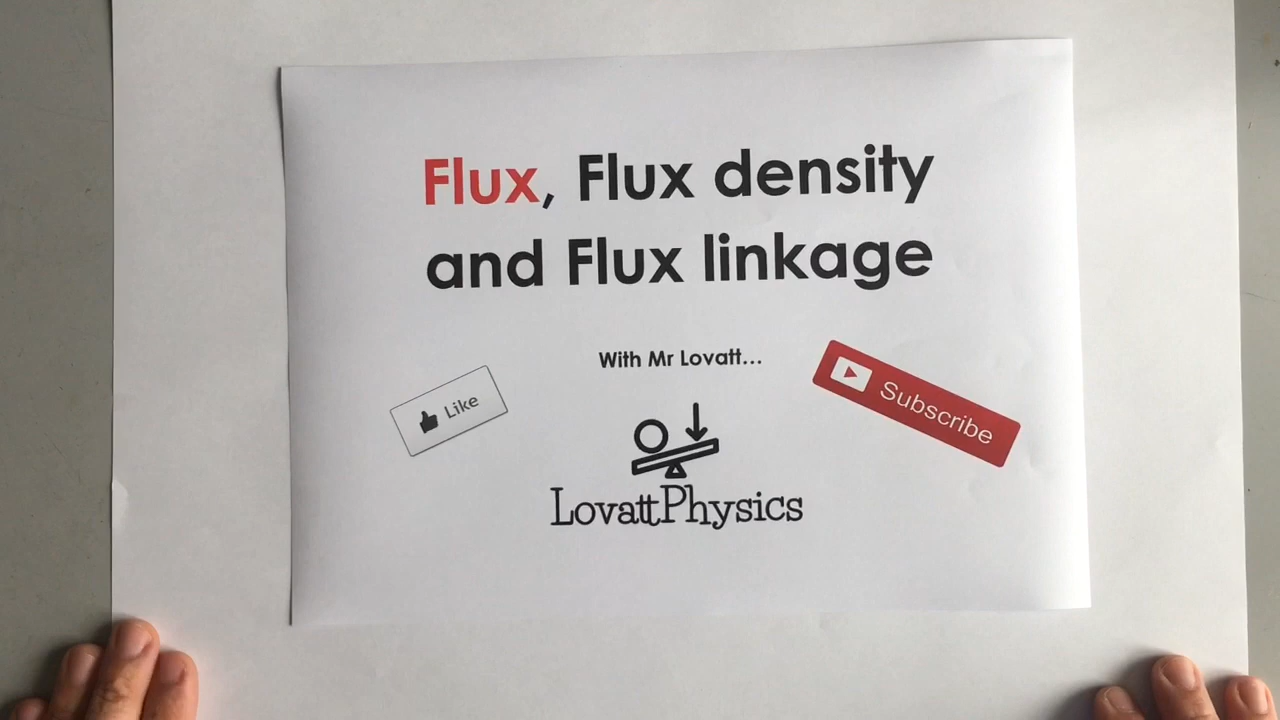 Flux, Flux density
and Flux linkage
With Mr Lovatt...
Like
Subscribe
LovattPhysics